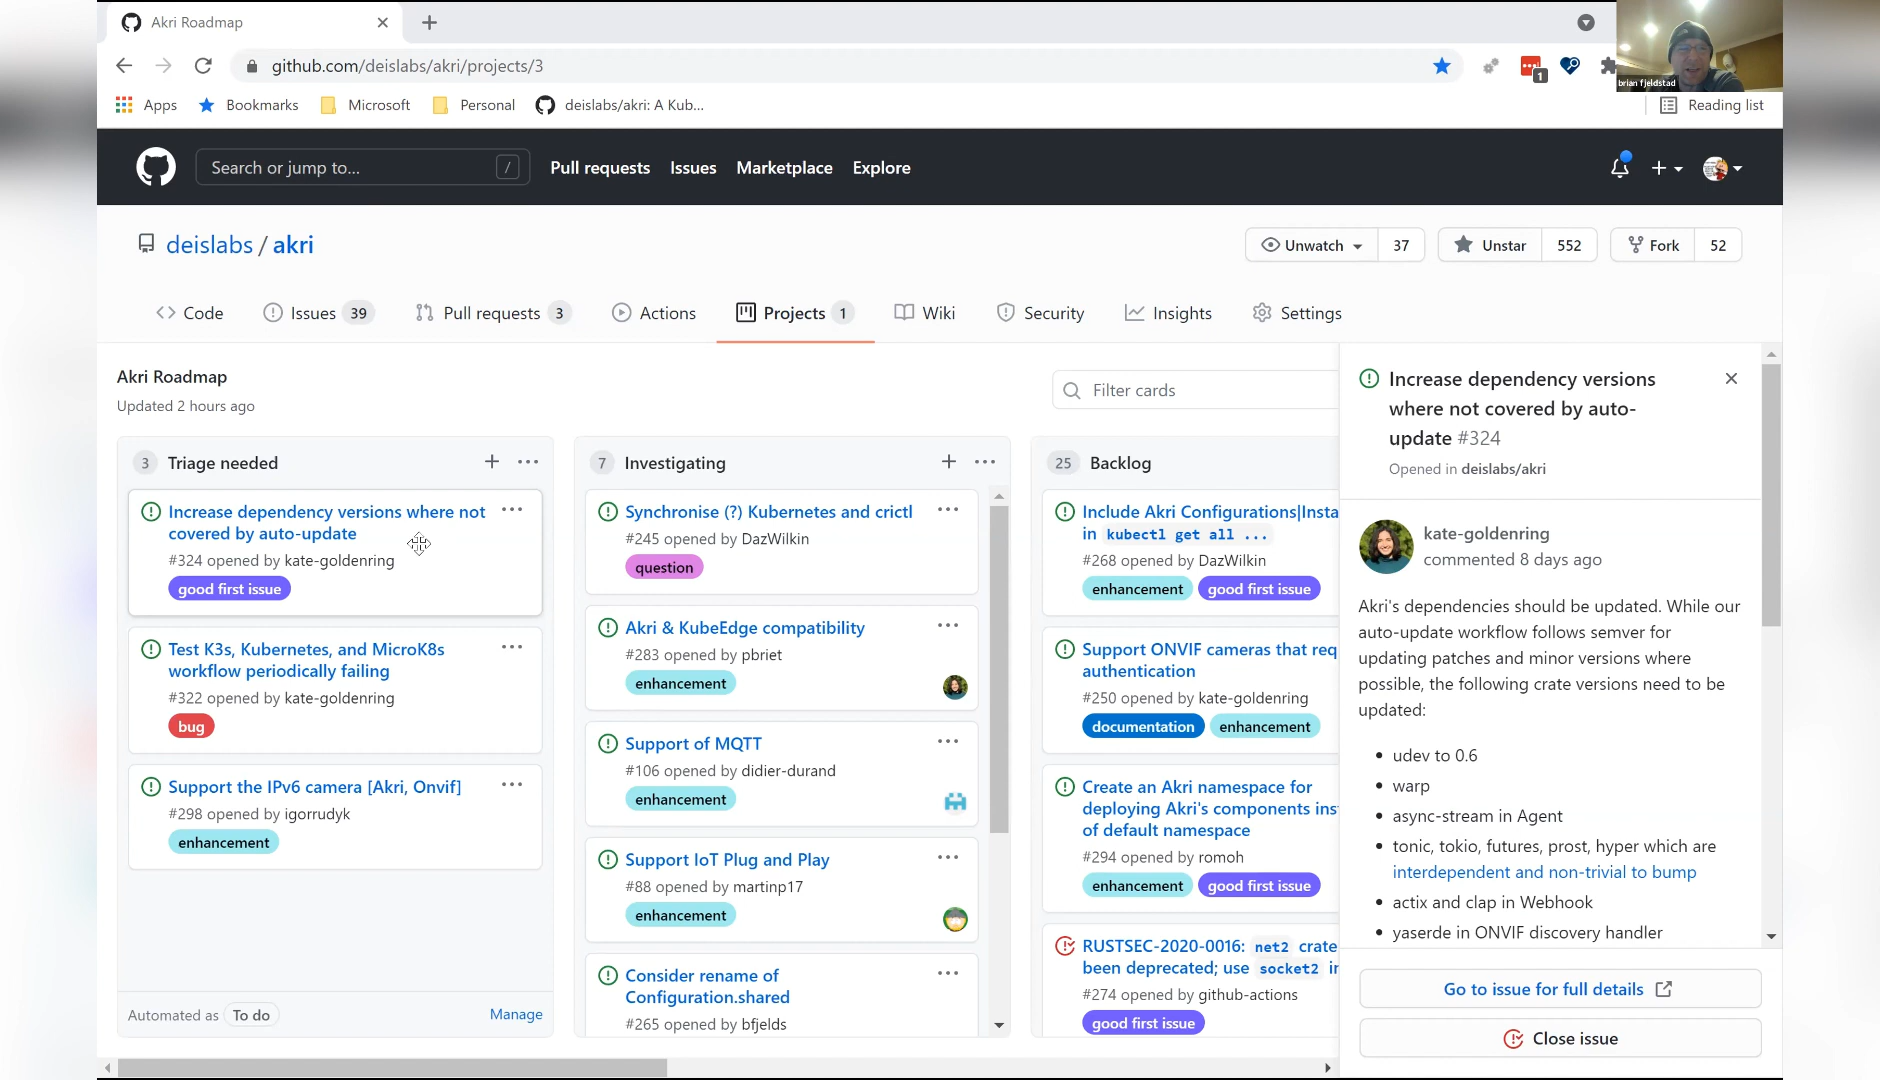 Akri Roadmap
github.com/deislabs/akri/projects/3
1
brian fjeldstad
Apps
Bookmarks
Microsoft
Personal
deislabs/akri: A Kub...
Reading list
Search or jump to...
/
Pull requests
Issues
Marketplace
Explore
deislabs / akri
Unwatch
37
Unstar
552
Fork
52
Code
Issues 39
Pull requests 3
Actions
Projects 1
Wiki
Security
Insights
Settings
Akri Roadmap
Updated 2 hours ago
Filter cards
3 Triage needed
Increase dependency versions where not
covered by auto-update
#324 opened by kate-goldenring
good first issue
Test K3s, Kubernetes, and MicroK8s
workflow periodically failing
#322 opened by kate-goldenring
bug
Support the IPv6 camera [Akri, Onvif]
#298 opened by igorrudyk
enhancement
Automated as To do
Manage
7 Investigating
Synchronise (?) Kubernetes and crictl
#245 opened by DazWilkin
question
Akri & KubeEdge compatibility
#283 opened by pbriet
enhancement
Support of MQTT
#106 opened by didier-durand
enhancement
Support IoT Plug and Play
#88 opened by martinp17
enhancement
Consider rename of
Configuration.shared
#265 opened by bfjelds
25 Backlog
Include Akri Configurations|Insta
in kubectl get all ...
#268 opened by DazWilkin
enhancement good first issue
Support ONVIF cameras that req
authentication
#250 opened by kate-goldenring
documentation enhancement
Create an Akri namespace for
deploying Akri's components ins
of default namespace
#294 opened by romoh
enhancement good first issue
RUSTSEC-2020-0016: net2 crate
been deprecated; use socket2 in
#274 opened by github-actions
good first issue
Increase dependency versions
where not covered by auto-
update #324
Opened in deislabs/akri
kate-goldenring
commented 8 days ago
Akri's dependencies should be updated. While our
auto-update workflow follows semver for
updating patches and minor versions where
possible, the following crate versions need to be
updated:
• udev to 0.6
• warp
• async-stream in Agent
• tonic, tokio, futures, prost, hyper which are
interdependent and non-trivial to bump
• actix and clap in Webhook
• yaserde in ONVIF discovery handler
Go to issue for full details
Close issue